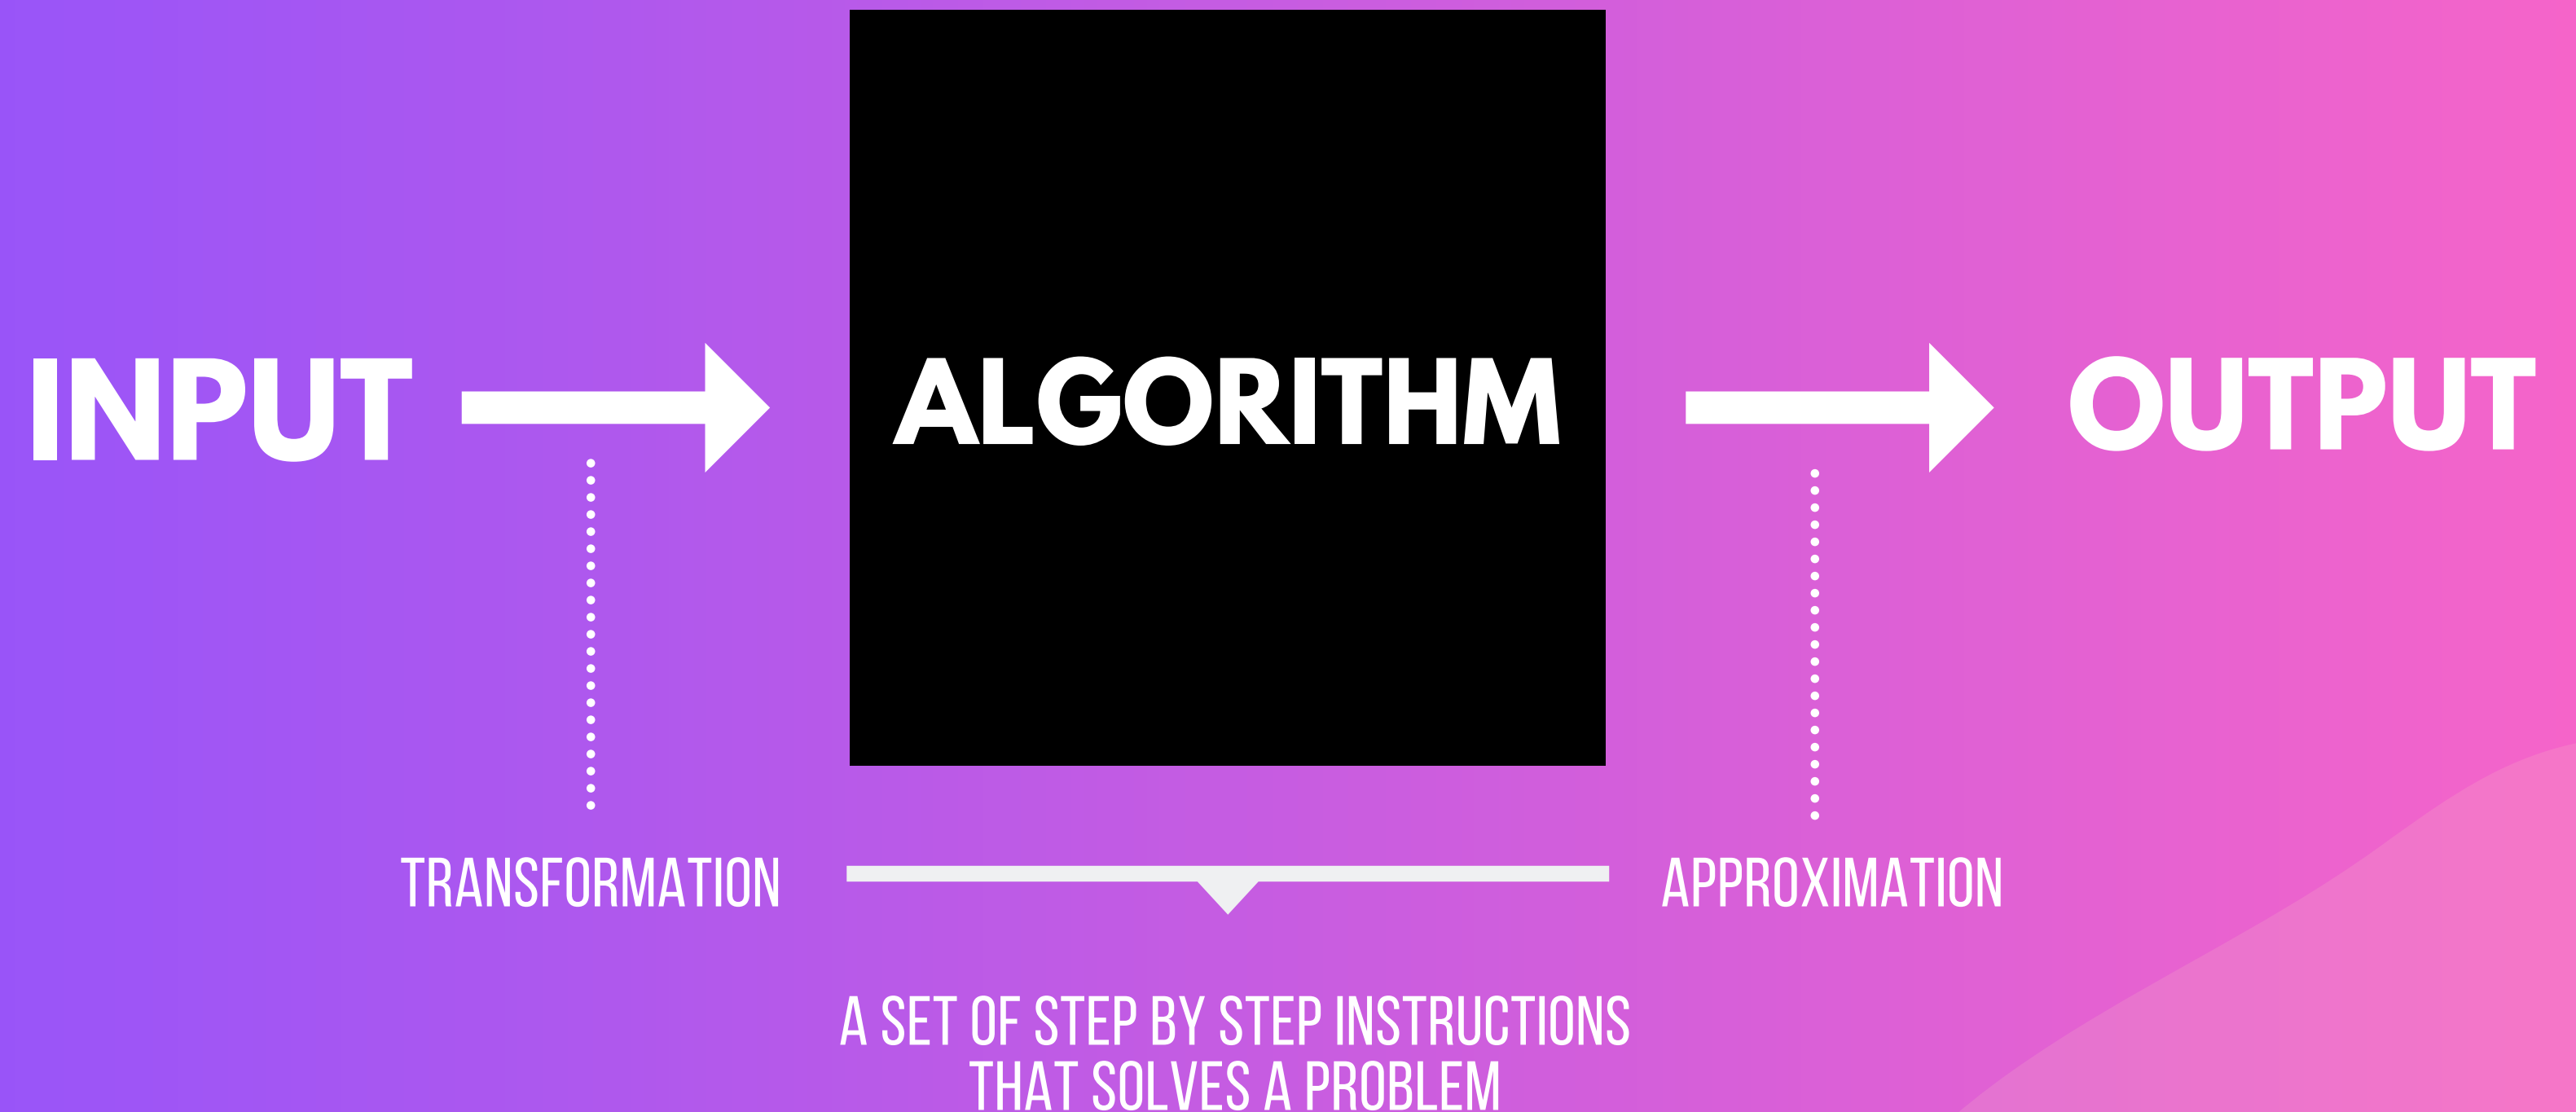 INPUT
ALGORITHM
OUTPUT
TRANSFORMATION
APPROXIMATION
A SET OF STEP BY STEP INSTRUCTIONS
THAT SOLVES A PROBLEM